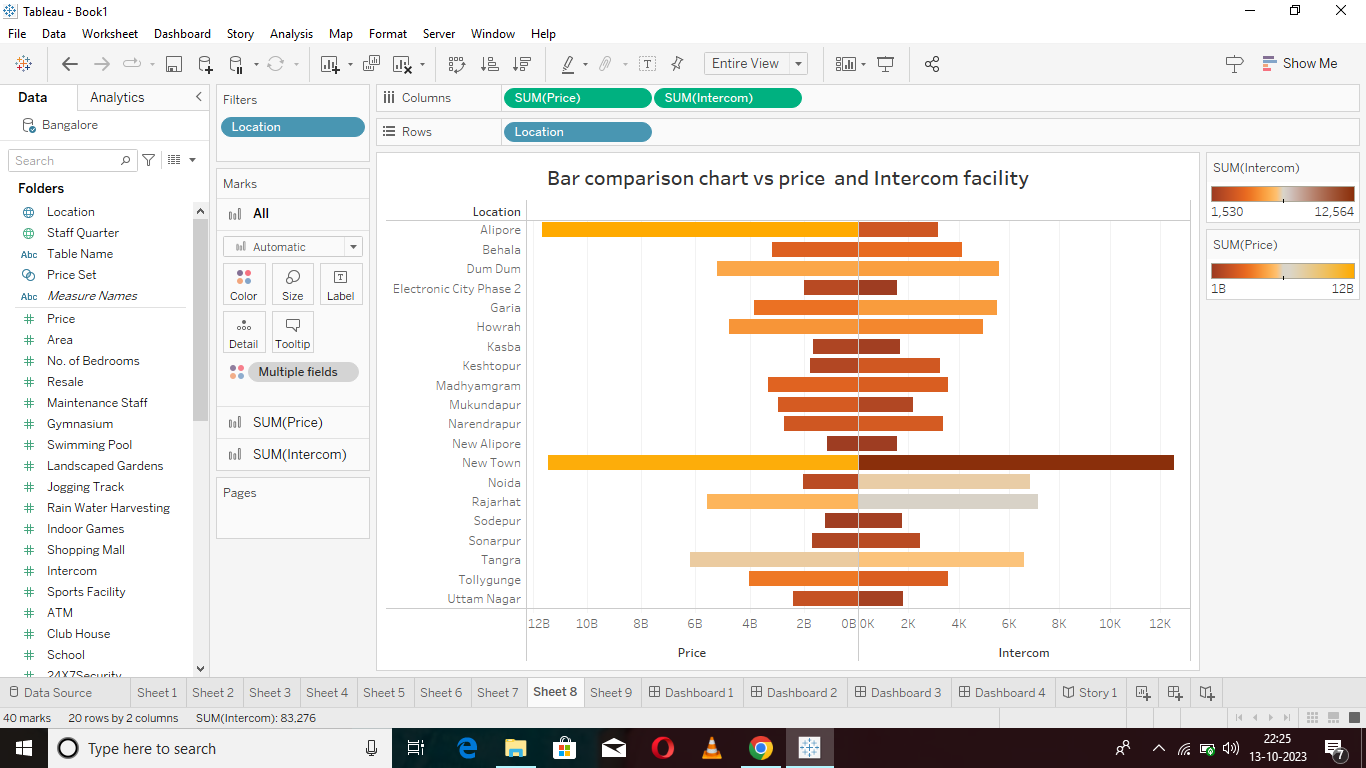 Tableau - Book1
File Data Worksheet Dashboard Story Analysis Map Format Server Window Help
Entire View
Show Me
Data Analytics
Bangalore
Search
Folders
Location
Staff Quarter
Abc Table Name
Price Set
Abc Measure Names
Price
Area
No. of Bedrooms
Resale
Maintenance Staff
Gymnasium
Swimming Pool
Landscaped Gardens
Jogging Track
Rain Water Harvesting
Indoor Games
Shopping Mall
Intercom
Sports Facility
ATM
Club House
School
24X7Security
Filters
Location
Marks
All
Automatic
Color Size Label
Detail Tooltip
Multiple fields
SUM(Price)
SUM(Intercom)
Pages
Columns SUM(Price) SUM(Intercom)
Rows Location
Bar comparison chart vs price and Intercom facility
Location
Alipore
Behala
Dum Dum
Electronic City Phase 2
Garia
Howrah
Kasba
Keshtopur
Madhyamgram
Mukundapur
Narendrapur
New Alipore
New Town
Noida
Rajarhat
Sodepur
Sonarpur
Tangra
Tollygunge
Uttam Nagar
12B 10B 8B 6B 4B 2B 0B 0K 2K 4K 6K 8K 10K 12K
Price Intercom
SUM(Intercom)
1,530 12,564
SUM(Price)
1B 12B
Data Source Sheet 1 Sheet 2 Sheet 3 Sheet 4 Sheet 5 Sheet 6 Sheet 7 Sheet 8 Sheet 9 Dashboard 1 Dashboard 2 Dashboard 3 Dashboard 4 Story 1
40 marks 20 rows by 2 columns SUM(Intercom): 83,276
Type here to search
22:25
13-10-2023
7